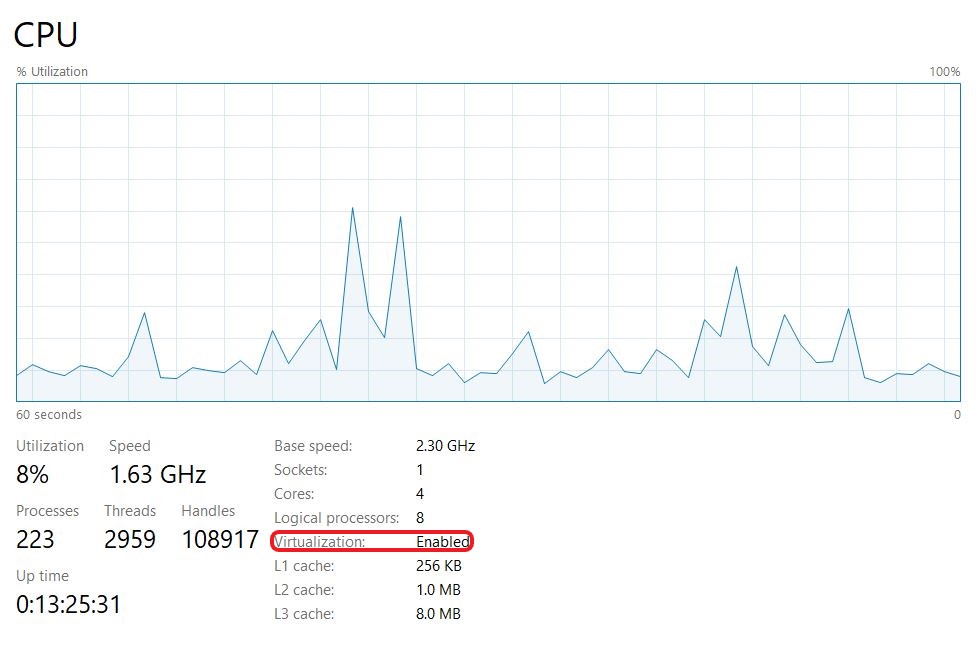 CPU
% Utilization 100%
60 seconds 0
Utilization Speed
8% 1.63 GHz
Processes Threads Handles
223 2959 108917
Up time
0:13:25:31
Base speed: 2.30 GHz
Sockets: 1
Cores: 4
Logical processors: 8
Virtualization: Enabled
L1 cache: 256 KB
L2 cache: 1.0 MB
L3 cache: 8.0 MB